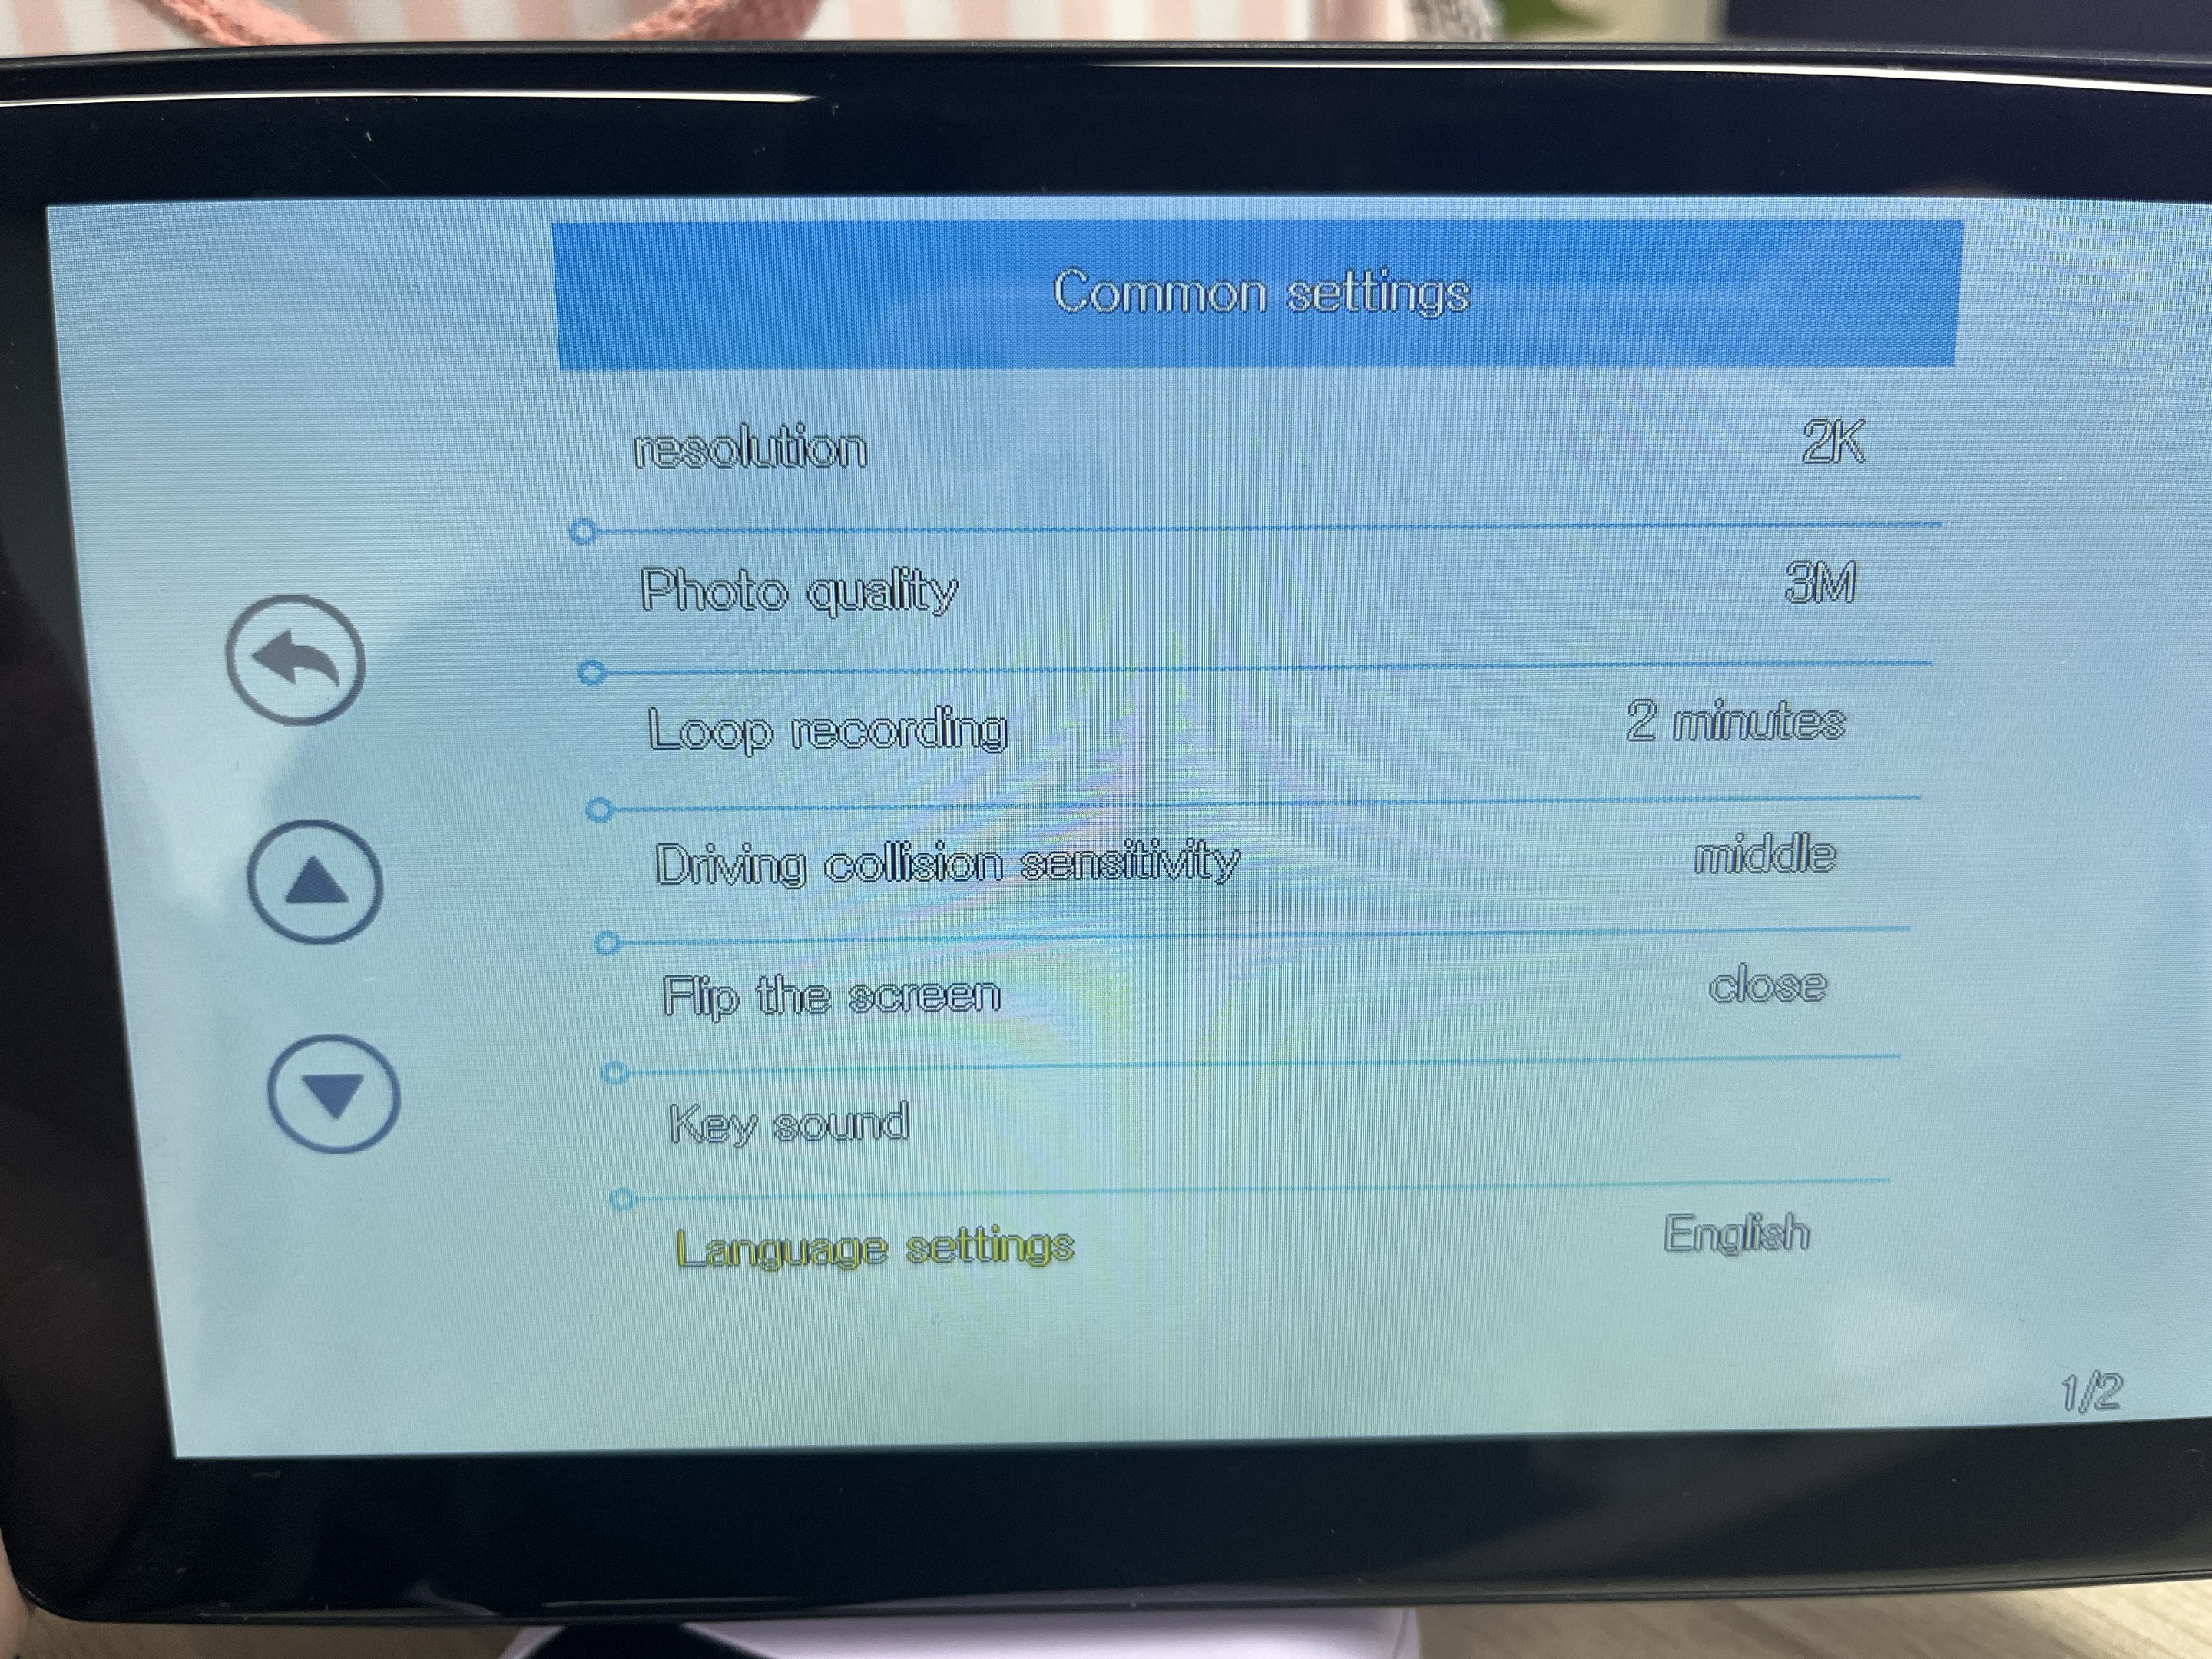 Common settings
resolution 2K
Photo quality 3M
Loop recording 2 minutes
Driving collision sensitivity middle
Flip the screen close
Key sound
Language settings English
1/2